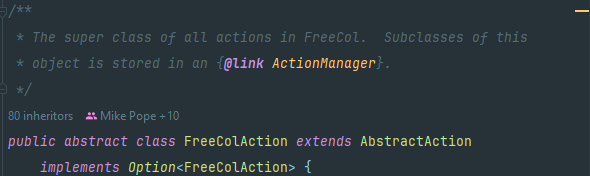 /**
* The super class of all actions in FreeCol.  Subclasses of this
* object is stored in an {@link ActionManager}.
*/
80 inheritors Mike Pope +10
public abstract class FreeColAction extends AbstractAction
implements Option<FreeColAction> {